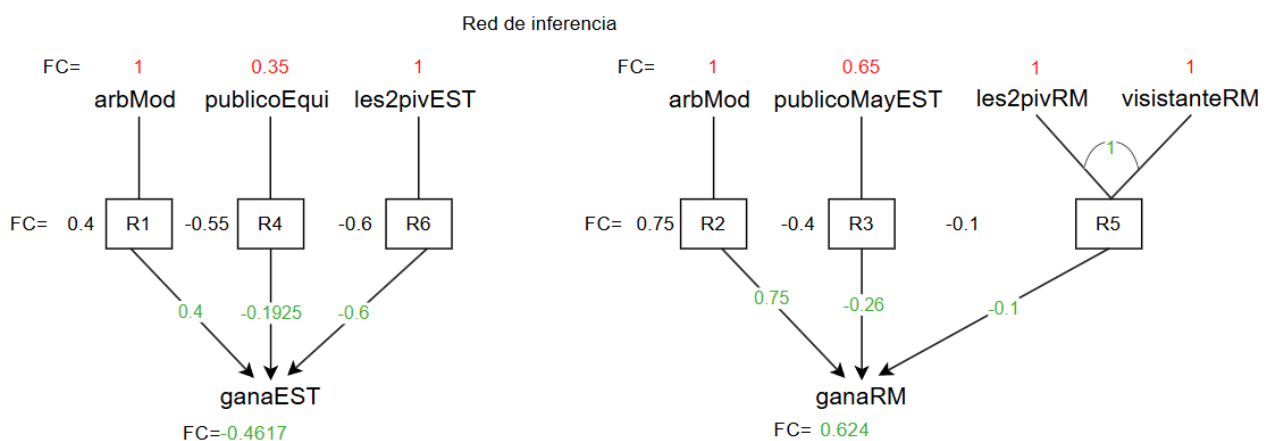 Red de inferencia
FC= 1 0.35 1 FC= 1 0.65 1 1
arbMod publicoEqui les2pivEST arbMod publicoMayEST les2pivRM visistanteRM
1
FC= 0.4 R1 -0.55 R4 -0.6 R6 FC= 0.75 R2 -0.4 R3 -0.1 R5
0.4 -0.1925 -0.6 0.75 -0.26 -0.1
ganaEST ganaRM
FC=-0.4617 FC= 0.624